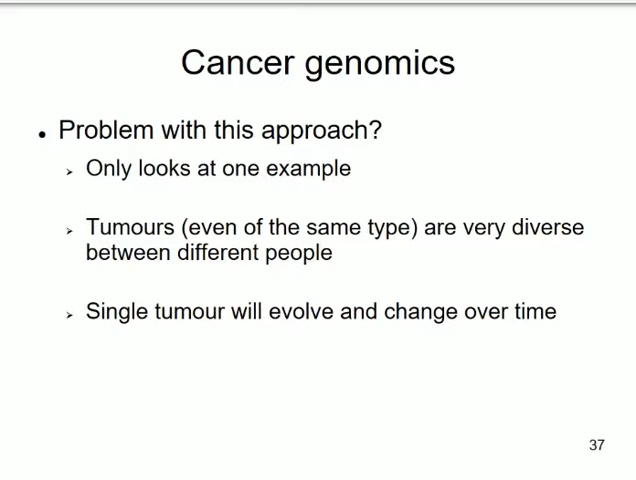 Cancer genomics
• Problem with this approach?
➢ Only looks at one example
➢ Tumours (even of the same type) are very diverse
between different people
➢ Single tumour will evolve and change over time
37